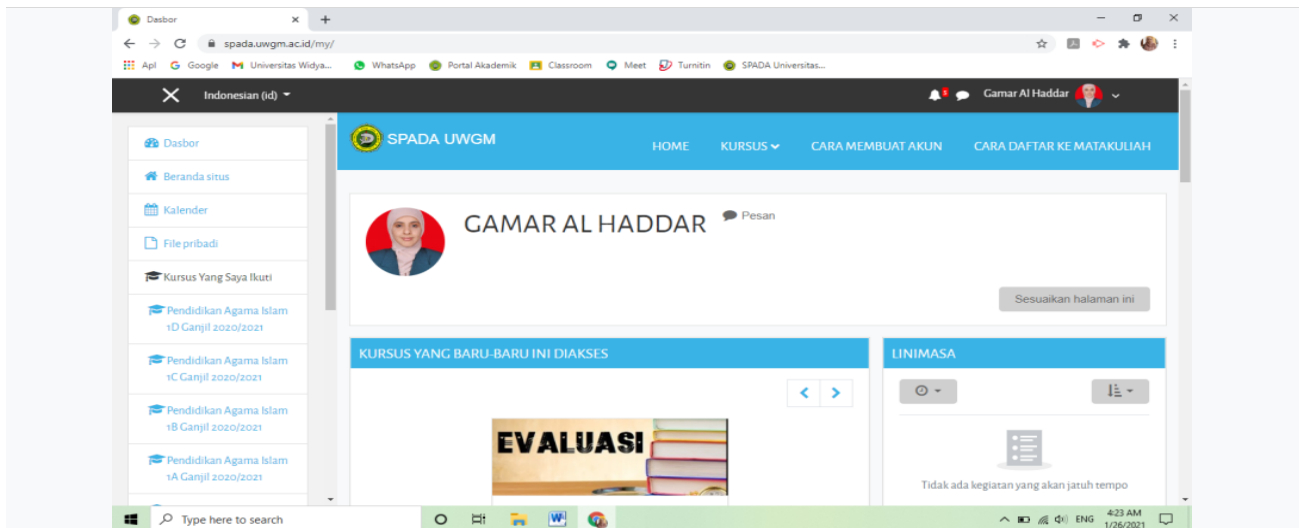 Dasbor
spada.uwgm.ac.id/my/
Apl Google Universitas Widya... WhatsApp Portal Akademik Classroom Meet Turnitin SPADA Universitas...
Indonesian (id)
Gamar Al Haddar
Dasbor
Beranda situs
Kalender
File pribadi
Kursus Yang Saya Ikuti
Pendidikan Agama Islam
1D Ganjil 2020/2021
Pendidikan Agama Islam
1C Ganjil 2020/2021
Pendidikan Agama Islam
1B Ganjil 2020/2021
Pendidikan Agama Islam
1A Ganjil 2020/2021
SPADA UWGM
HOME KURSUS CARA MEMBUAT AKUN CARA DAFTAR KE MATAKULIAH
GAMAR AL HADDAR
Pesan
Sesuaikan halaman ini
KURSUS YANG BARU-BARU INI DIAKSES
EVALUASI
LINIMASA
Tidak ada kegiatan yang akan jatuh tempo
Type here to search
ENG
4:23 AM
1/26/2021